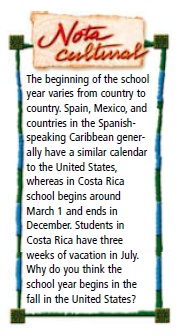 Nota
cultural
The beginning of the school
year varies from country to
country. Spain, Mexico, and
countries in the Spanish-
speaking Caribbean gener-
ally have a similar calendar
to the United States,
whereas in Costa Rica
school begins around
March 1 and ends in
December. Students in
Costa Rica have three
weeks of vacation in July.
Why do you think the
school year begins in the
fall in the United States?